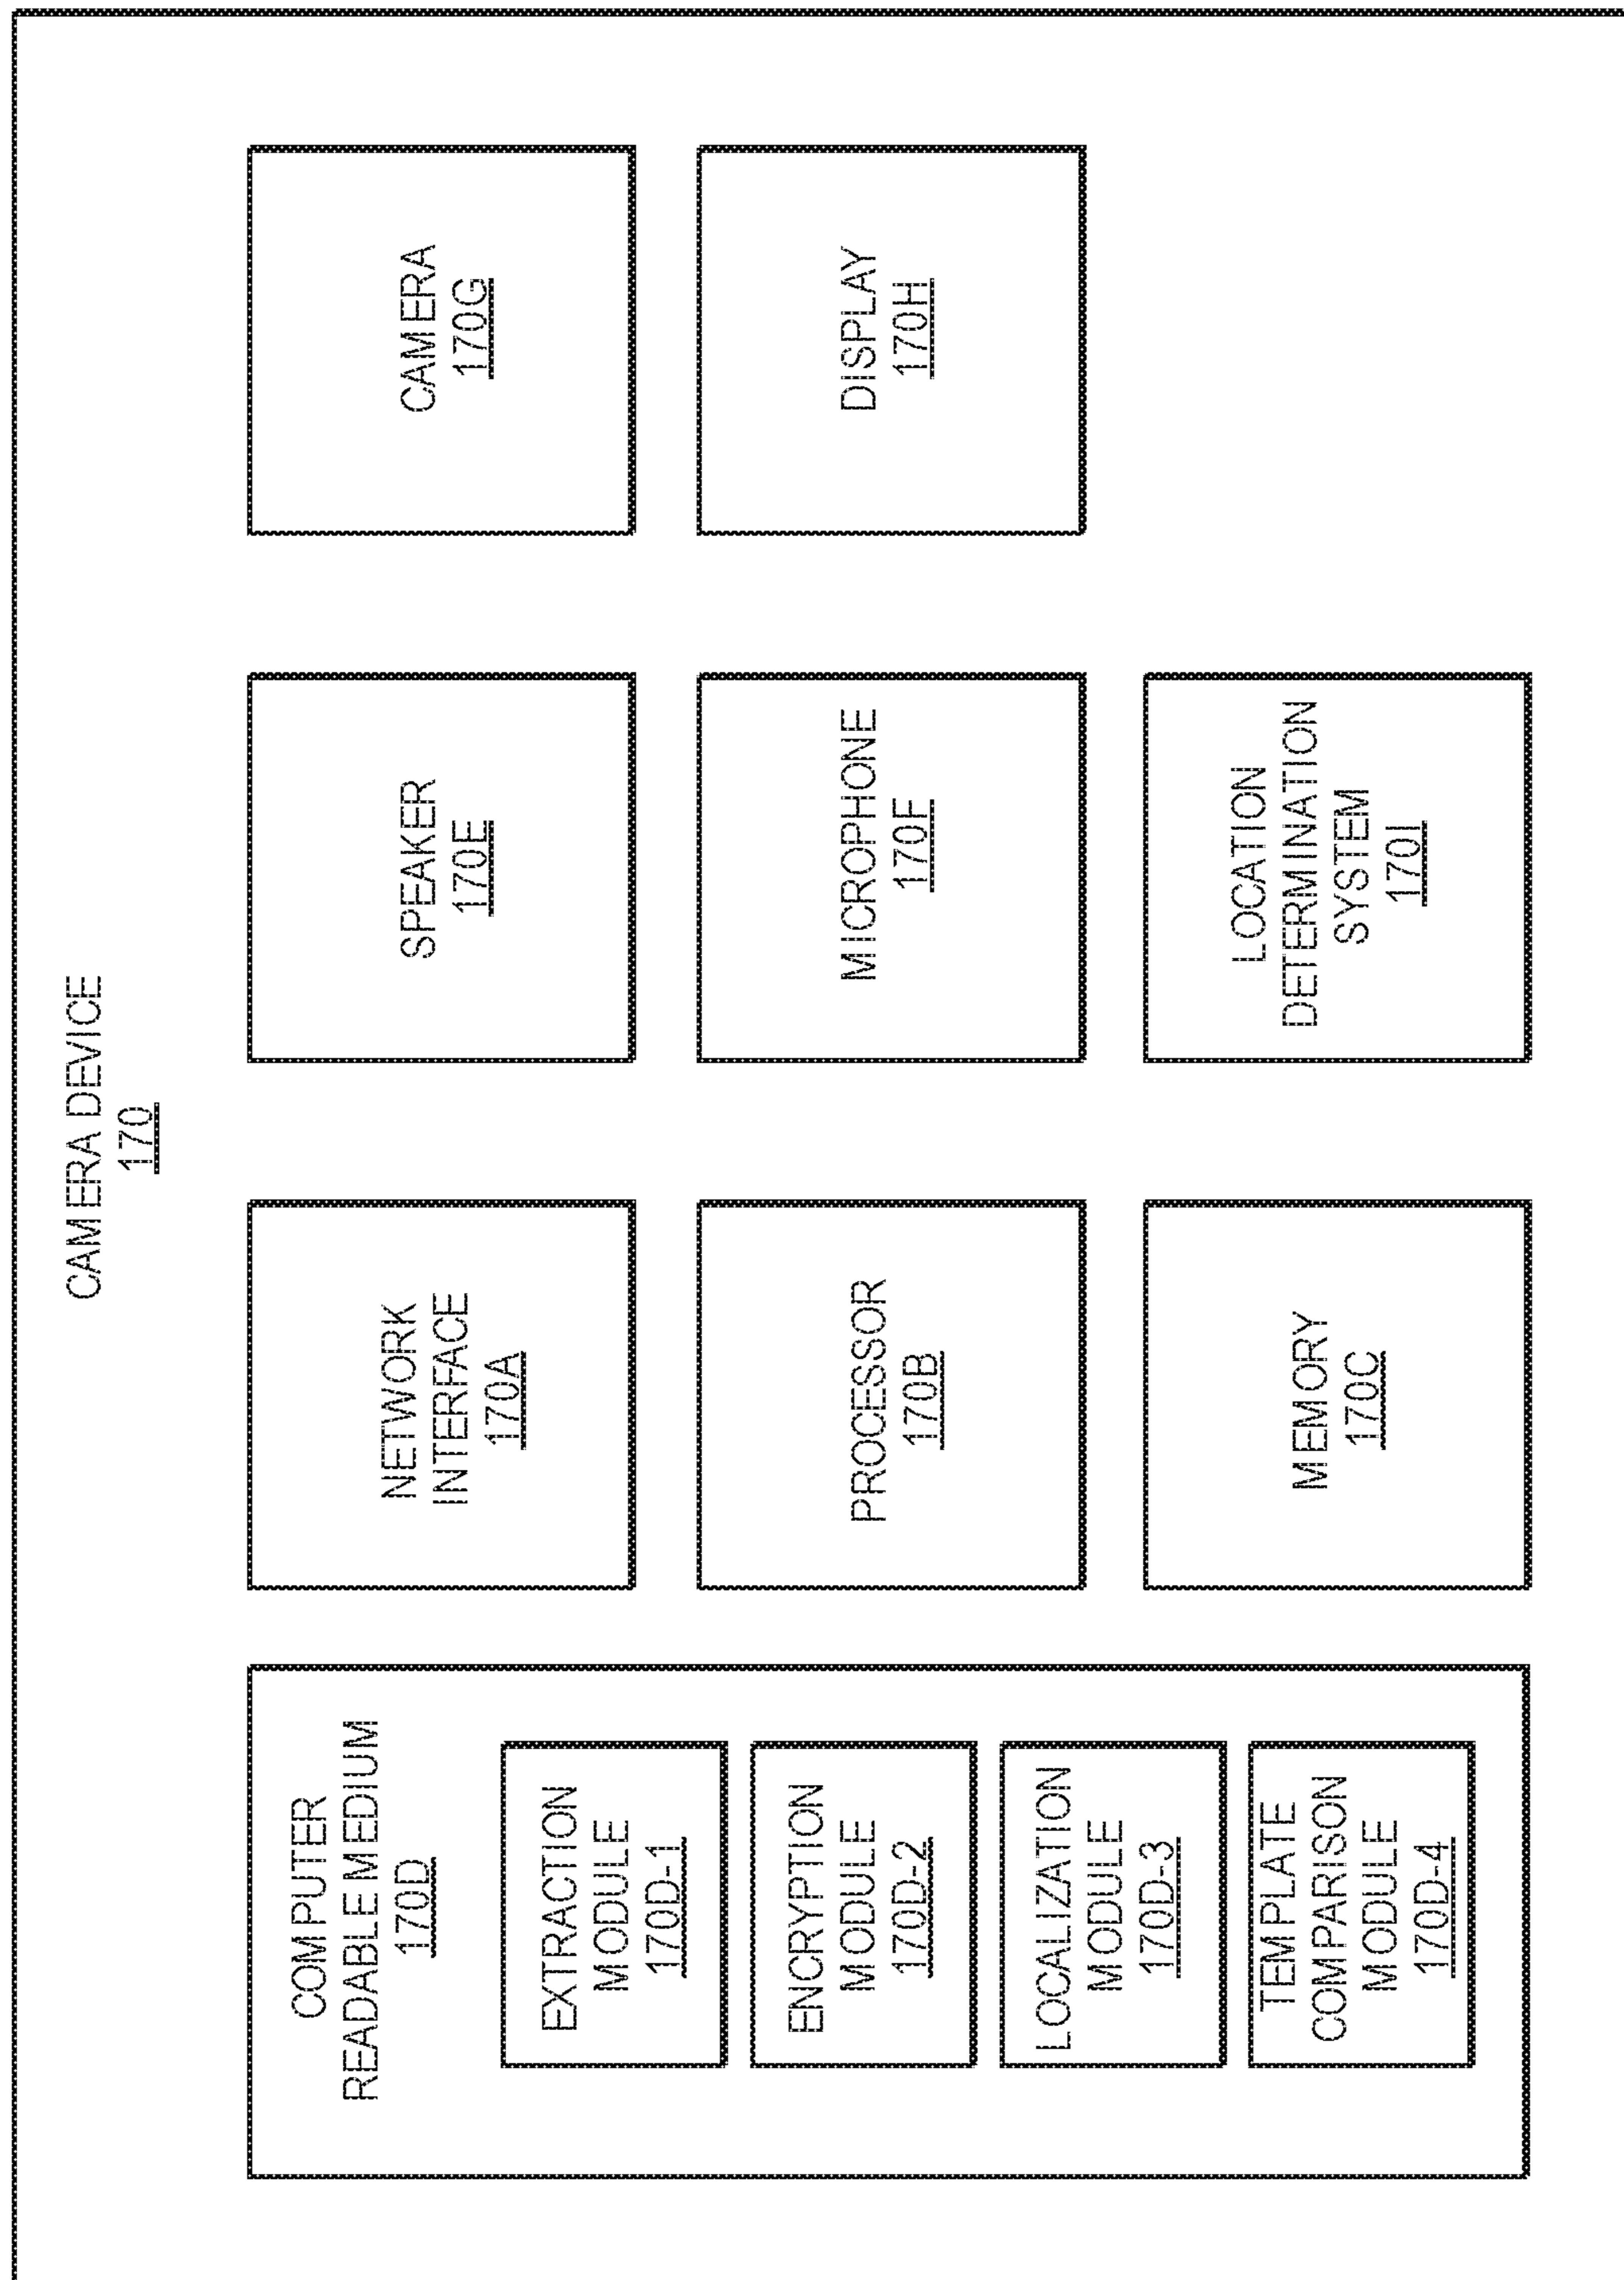 CAMERA DEVICE
170
COMPUTER
READABLE MEDIUM
170D
EXTRACTION
MODULE
170D-1
ENCRYPTION
MODULE
170D-2
LOCALIZATION
MODULE
170D-3
TEMPLATE
COMPARISON
MODULE
170D-4
NETWORK
INTERFACE
170A
PROCESSOR
170B
MEMORY
170C
SPEAKER
170E
MICROPHONE
170F
LOCATION
DETERMINATION
SYSTEM
170I
CAMERA
170G
DISPLAY
170H